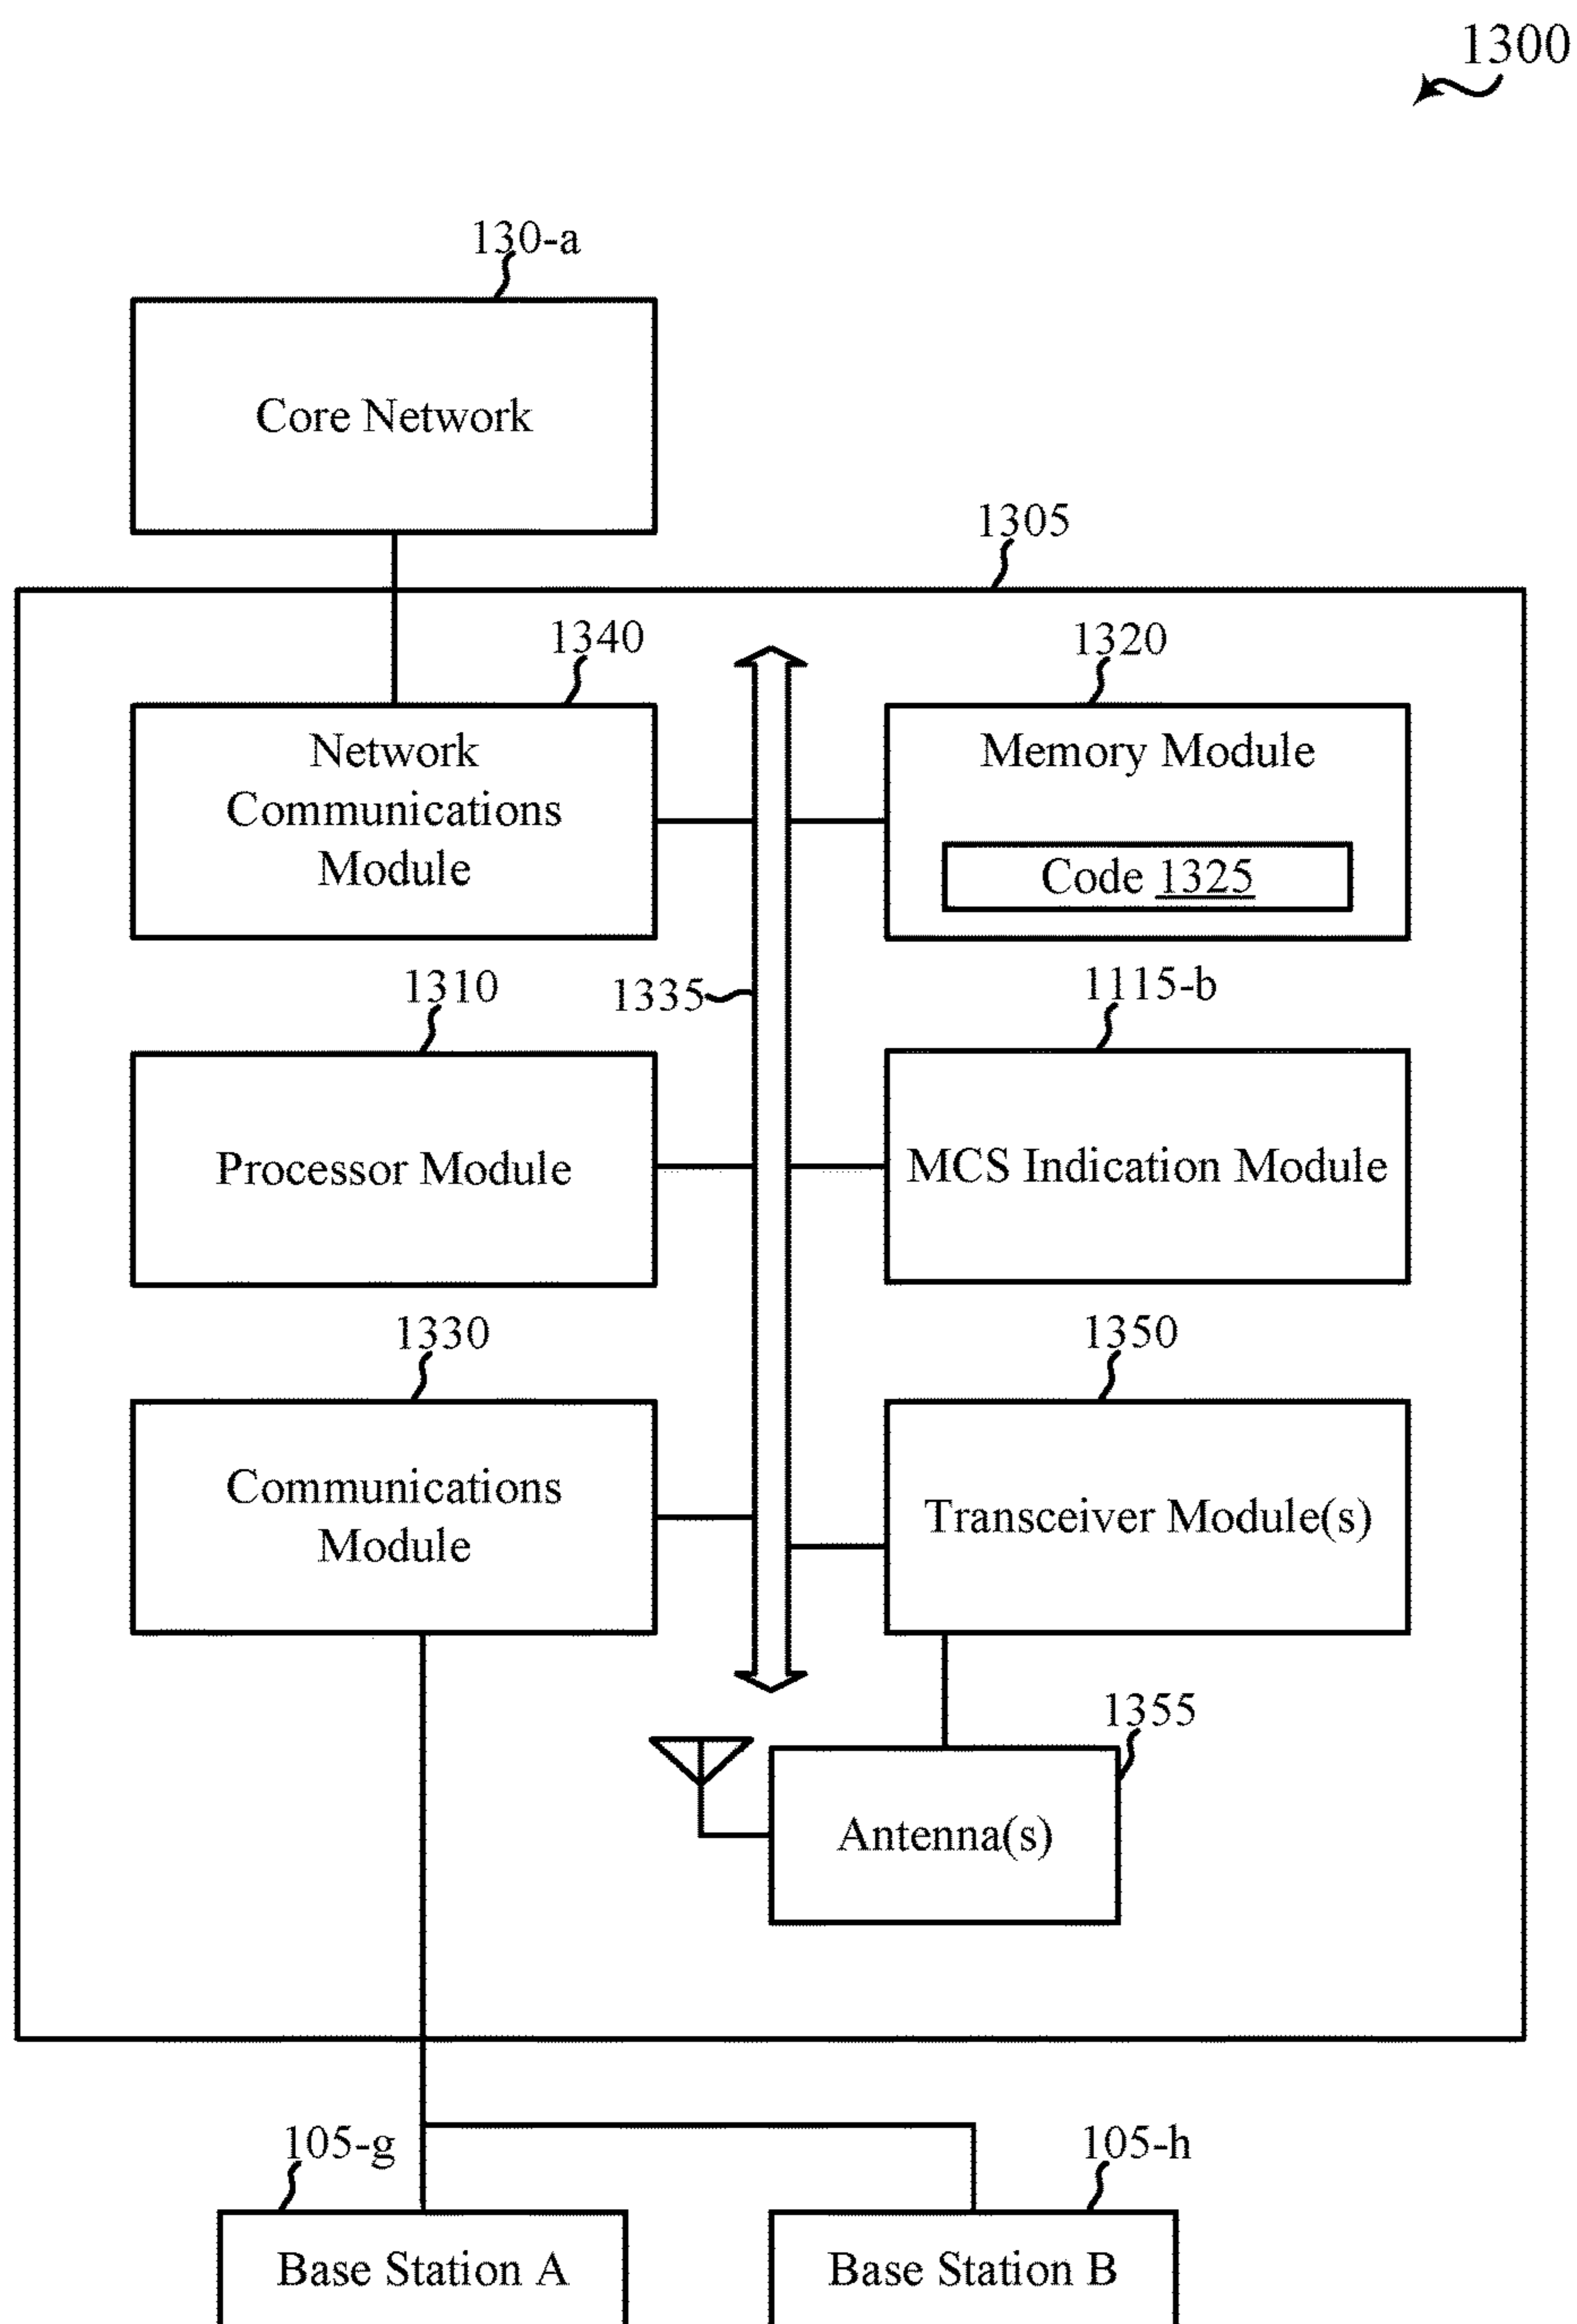 1300
130-a
Core Network
1305
1340
1320
Network
Communications
Module
Memory Module
Code 1325
1310
1335
1115-b
Processor Module
MCS Indication Module
1330
1350
Communications
Module
Transceiver Module(s)
1355
Antenna(s)
105-g
105-h
Base Station A
Base Station B